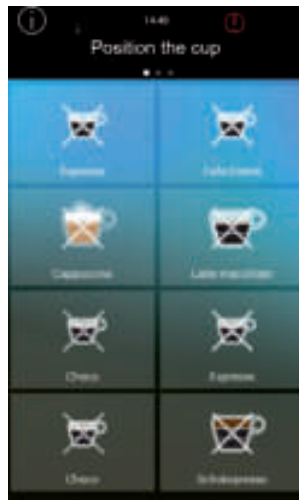 14:40
Position the cup
Espresso
Cappuccino
Latte macchiato
Choco
Espresso
Choco